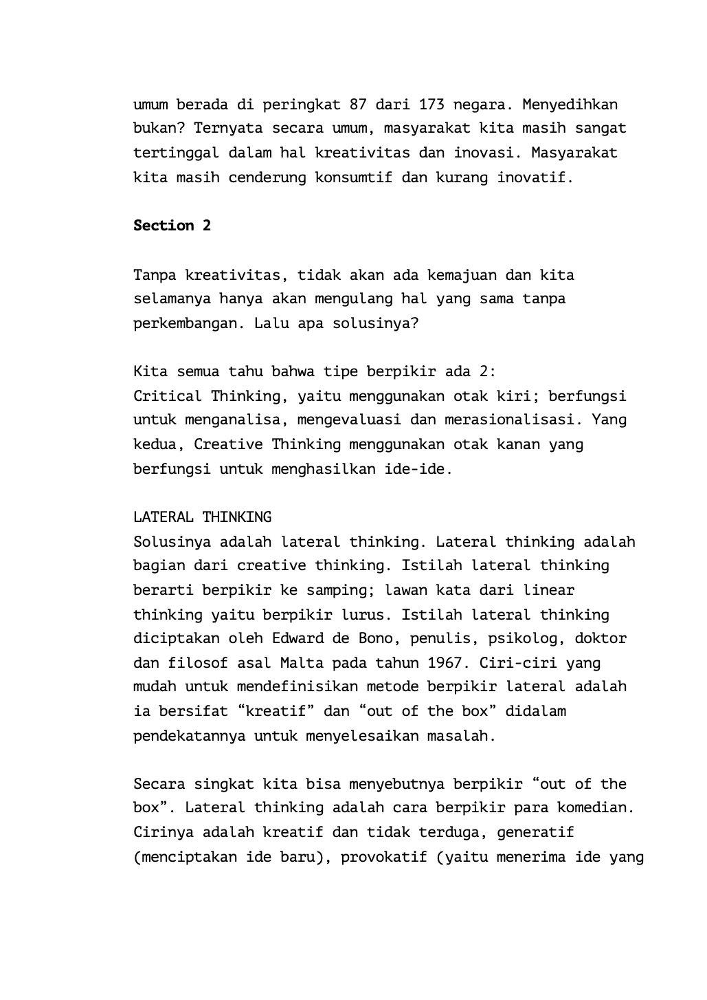 umum berada di peringkat 87 dari 173 negara. Menyedihkan
bukan? Ternyata secara umum, masyarakat kita masih sangat
tertinggal dalam hal kreativitas dan inovasi. Masyarakat
kita masih cenderung konsumtif dan kurang inovatif.
Section 2
Tanpa kreativitas, tidak akan ada kemajuan dan kita
selamanya hanya akan mengulang hal yang sama tanpa
perkembangan. Lalu apa solusinya?
Kita semua tahu bahwa tipe berpikir ada 2:
Critical Thinking, yaitu menggunakan otak kiri; berfungsi
untuk menganalisa, mengevaluasi dan merasionalisasi. Yang
kedua, Creative Thinking menggunakan otak kanan yang
berfungsi untuk menghasilkan ide-ide.
LATERAL THINKING
Solusinya adalah lateral thinking. Lateral thinking adalah
bagian dari creative thinking. Istilah lateral thinking
berarti berpikir ke samping; lawan kata dari linear
thinking yaitu berpikir lurus. Istilah lateral thinking
diciptakan oleh Edward de Bono, penulis, psikolog, doktor
dan filosof asal Malta pada tahun 1967. Ciri-ciri yang
mudah untuk mendefinisikan metode berpikir lateral adalah
ia bersifat “kreatif” dan “out of the box” didalam
pendekatannya untuk menyelesaikan masalah.
Secara singkat kita bisa menyebutnya berpikir “out of the
box”. Lateral thinking adalah cara berpikir para komedian.
Cirinya adalah kreatif dan tidak terduga, generatif
(menciptakan ide baru), provokatif (yaitu menerima ide yang